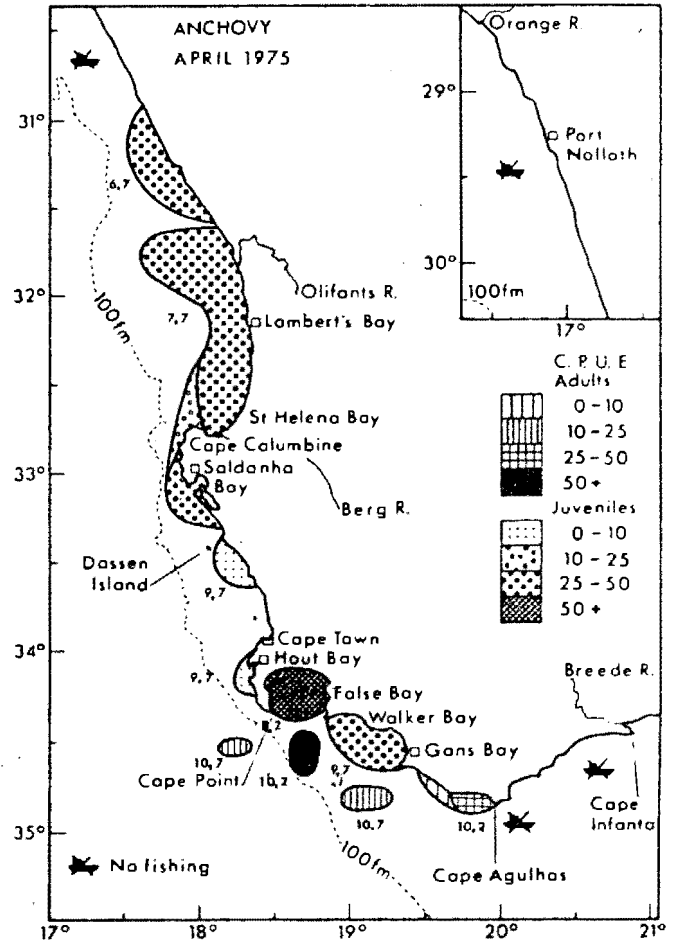 ANCHOVY
APRIL 1975
Orange R.
29°
Port
Nolloth
30°
100fm
17°
31°
6,7
Olifants R.
32°
100fm
7,7
Lambert's Bay
C. P. U. E
Adults
0-10
10-25
25-50
50+
Juveniles
0-10
10-25
25-50
50+
St Helena Bay
Cape Calumbine
33°
Saldanha
Bay
Berg R.
Dassen
Island
9,7
34°
Cape Town
Hout Bay
9,7
Breede R.
False Bay
Walker Bay
Gans Bay
10,7
Cape Point
10,2
9,7
10,7
10,2
Cape
Infanta
35°
100fm
No fishing
Cape Agulhas
17°
18°
19°
20°
21°